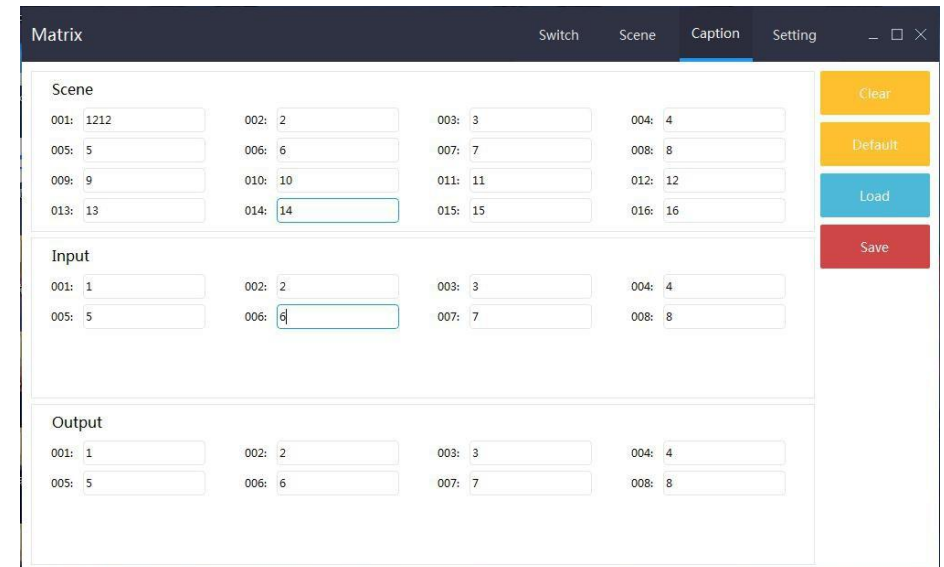 Matrix Switch Scene Caption Setting
Scene
001: 1212 002: 2 003: 3 004: 4
005: 5 006: 6 007: 7 008: 8
009: 9 010: 10 011: 11 012: 12
013: 13 014: 14 015: 15 016: 16
Input
001: 1 002: 2 003: 3 004: 4
005: 5 006: 6 007: 7 008: 8
Output
001: 1 002: 2 003: 3 004: 4
005: 5 006: 6 007: 7 008: 8
Clear
Default
Load
Save